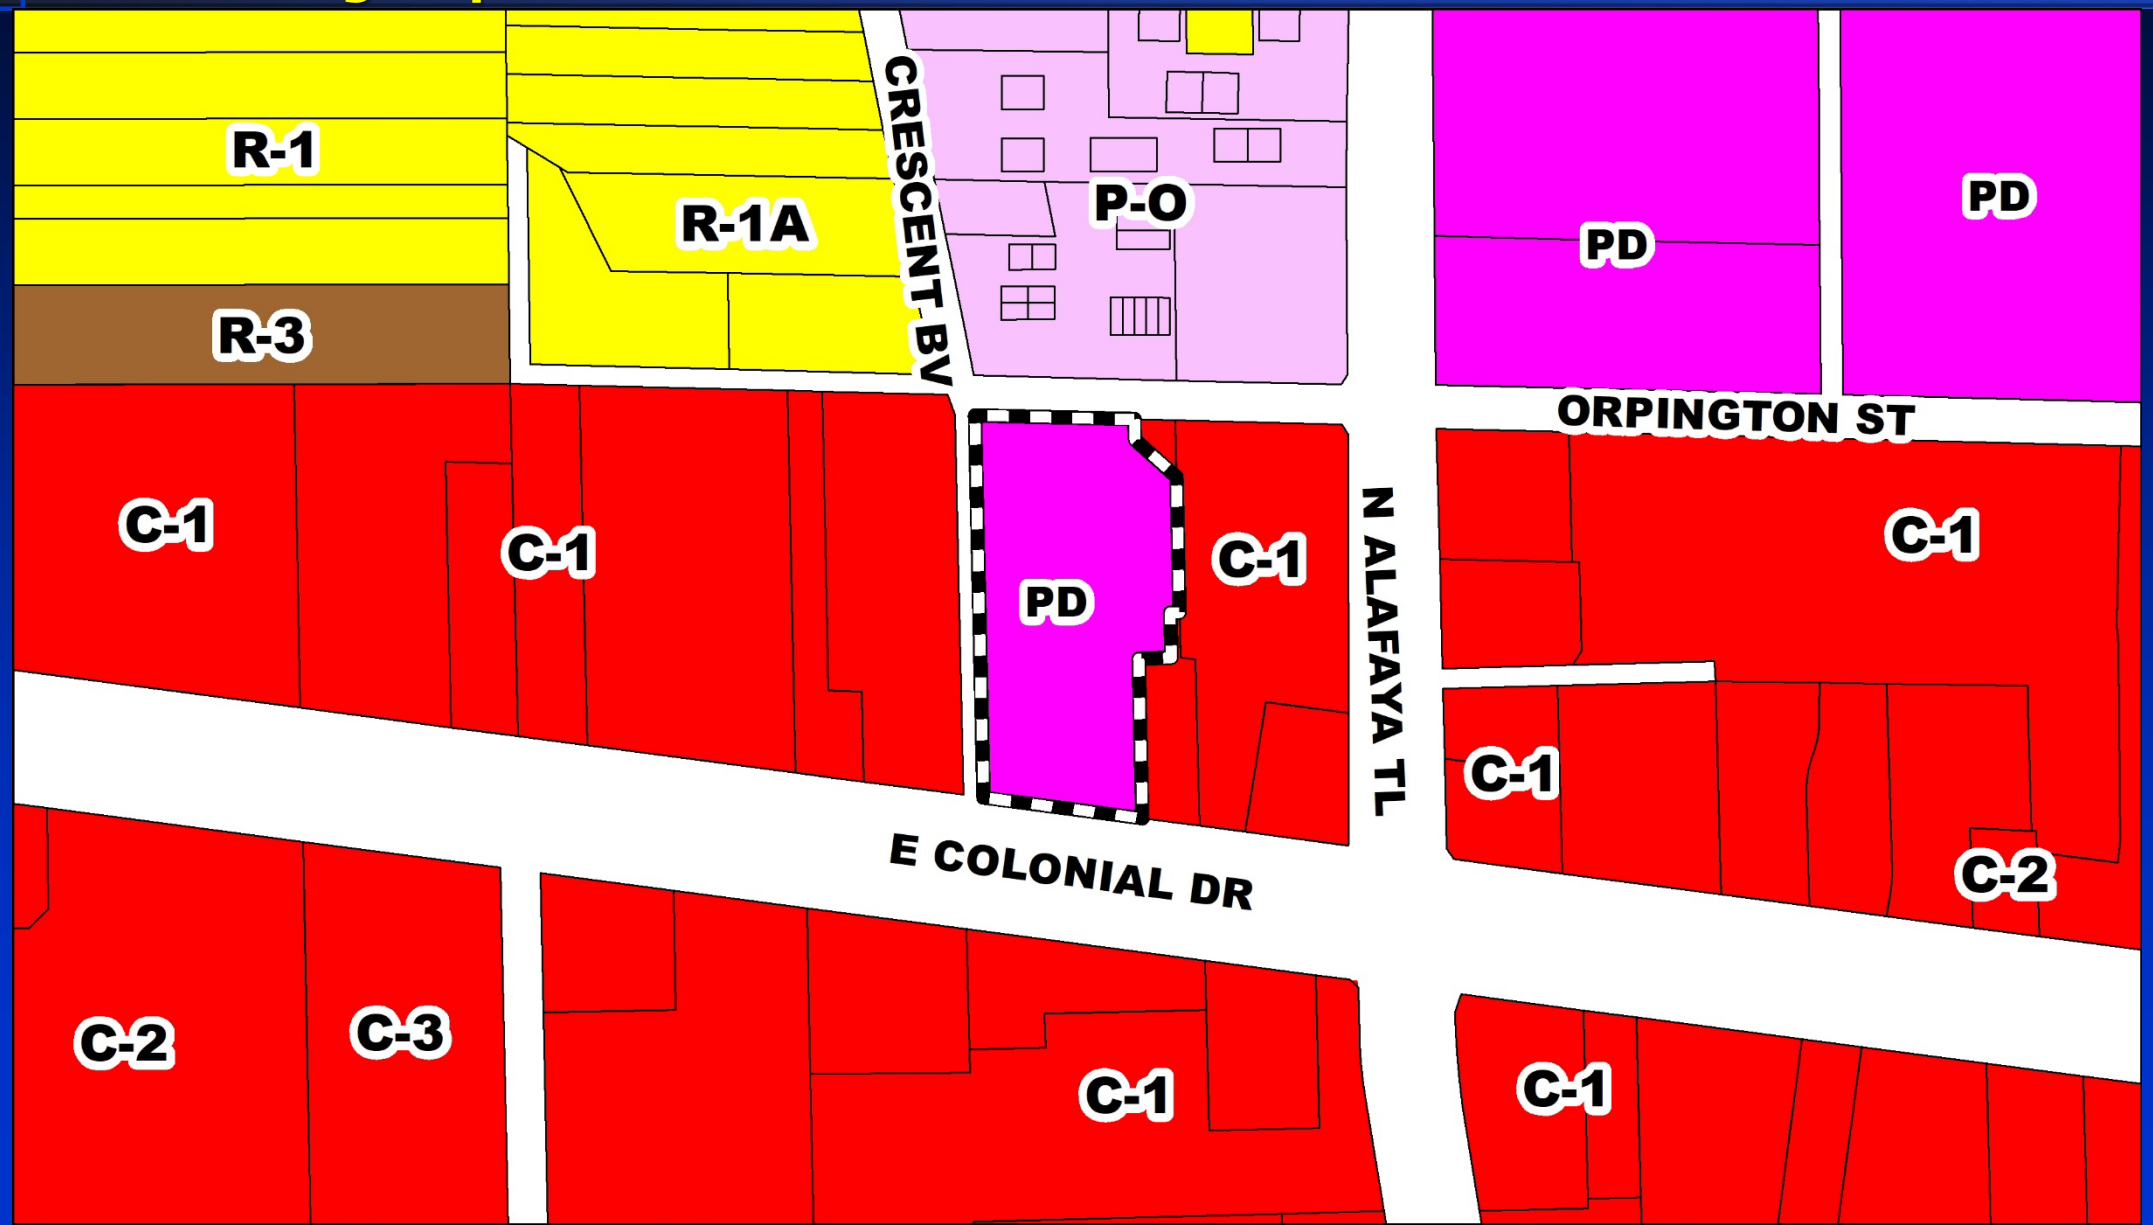 CRESCENT BV
R-1
R-1A
P-O
PD
PD
R-3
ORPINGTON ST
C-1
C-1
PD
C-1
N ALAFAYA TL
C-1
C-1
E COLONIAL DR
C-2
C-2
C-3
C-1
C-1